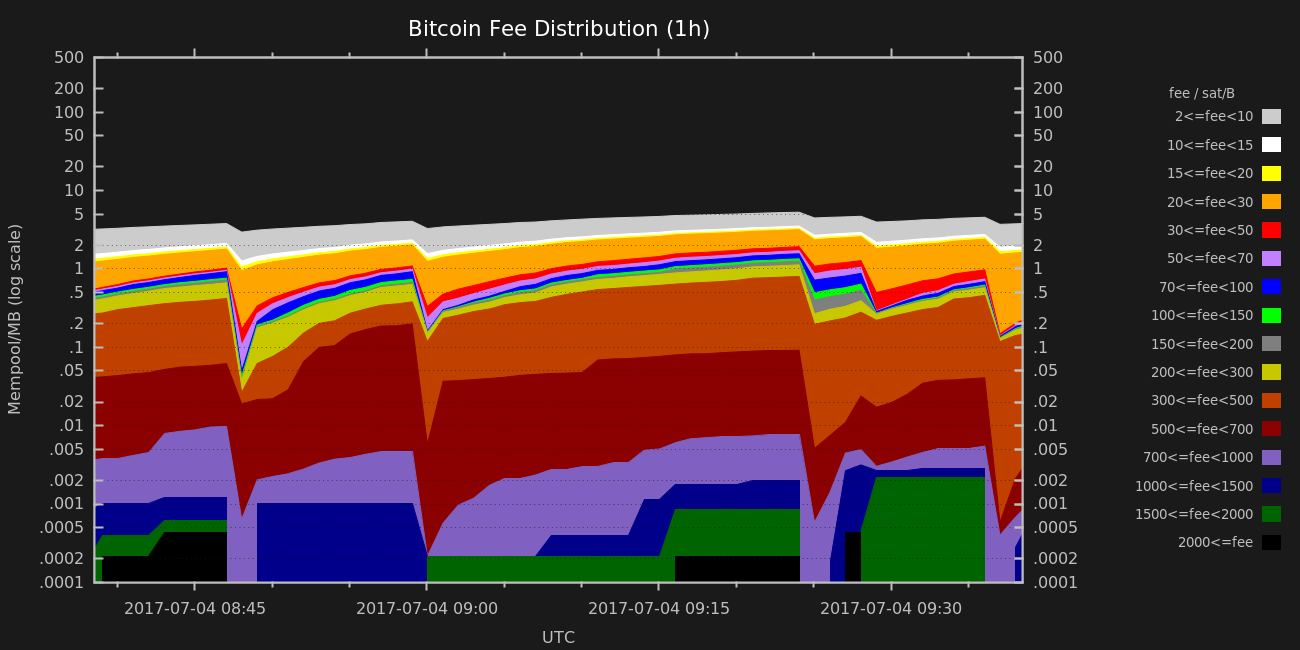 Bitcoin Fee Distribution (1h)
500
200
100
50
20
10
5
2
1
.5
.2
.1
.05
.02
.01
.005
.002
.001
.0005
.0002
.0001
Mempool/MB (log scale)
500
200
100
50
20
10
5
2
1
.5
.2
.1
.05
.02
.01
.005
.002
.001
.0005
.0002
.0001
2017-07-04 08:45
2017-07-04 09:00
2017-07-04 09:15
2017-07-04 09:30
UTC
fee / sat/B
2<=fee<10
10<=fee<15
15<=fee<20
20<=fee<30
30<=fee<50
50<=fee<70
70<=fee<100
100<=fee<150
150<=fee<200
200<=fee<300
300<=fee<500
500<=fee<700
700<=fee<1000
1000<=fee<1500
1500<=fee<2000
2000<=fee